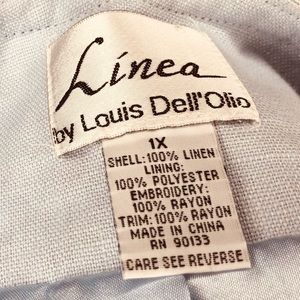 Linea
by Louis Dell'Olio
1X
SHELL:100% LINEN
LINING:
100% POLYESTER
EMBROIDERY:
100% RAYON
TRIM:100% RAYON
MADE IN CHINA
RN 90133
CARE SEE REVERSE